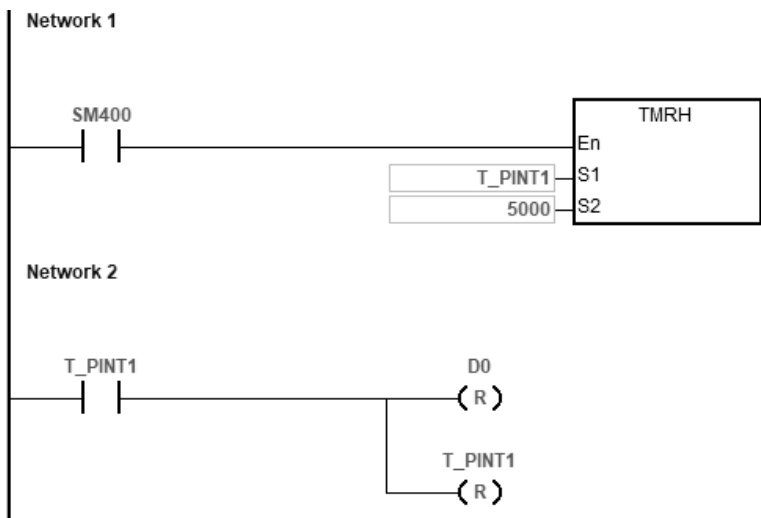 Network 1
SM400
TMRH
En
T_PINT1 S1
5000 S2
Network 2
T_PINT1 D0
R
T_PINT1
R